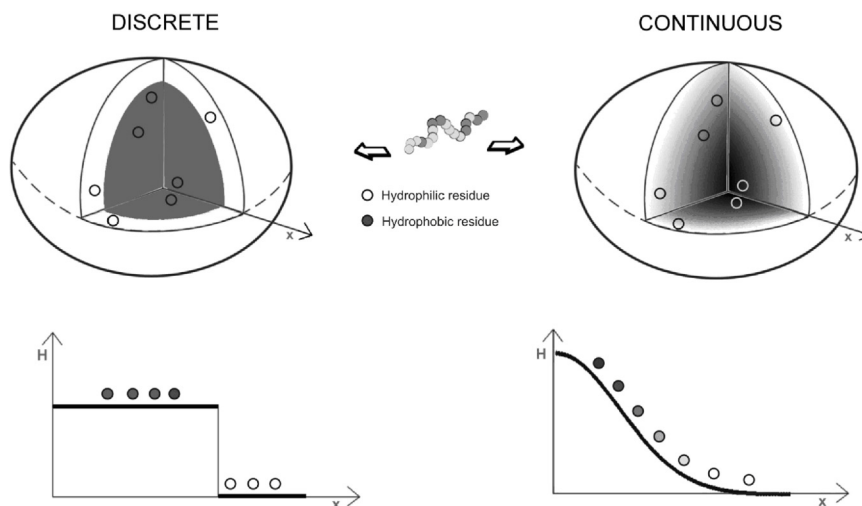 DISCRETE
CONTINUOUS
Hydrophilic residue
Hydrophobic residue
x
x
H
x
H
x